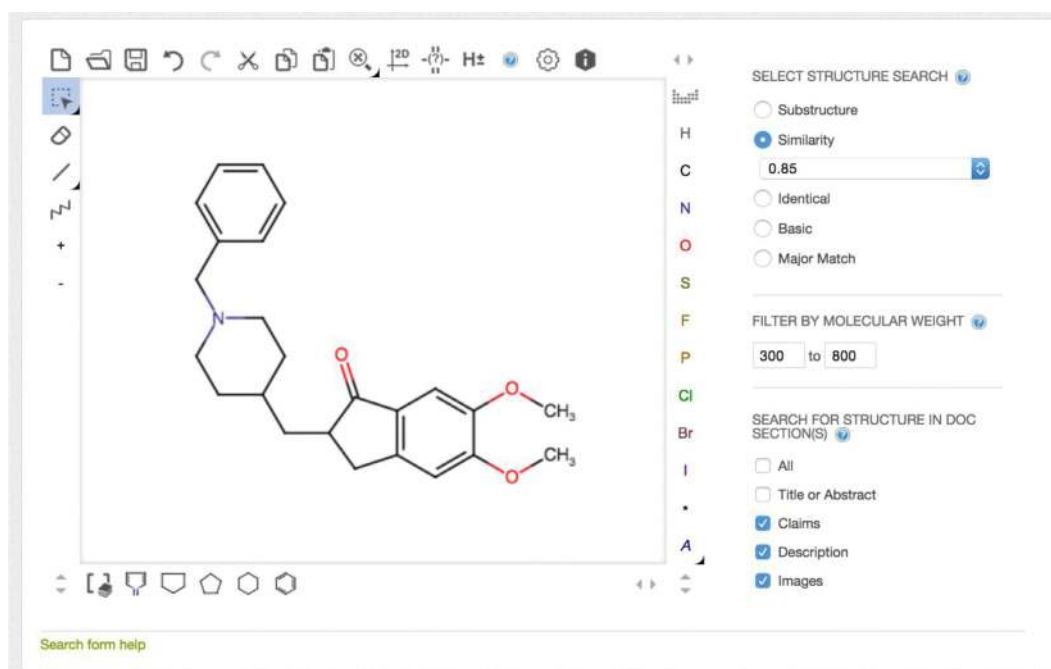 2D
(?)
H±
i
SELECT STRUCTURE SEARCH ?
Substructure
Similarity
0.85
Identical
Basic
Major Match
FILTER BY MOLECULAR WEIGHT ?
300 to 800
SEARCH FOR STRUCTURE IN DOC
SECTION(S) ?
All
Title or Abstract
Claims
Description
Images
H
C
N
O
S
F
P
Cl
Br
I
*
A
+
-
N
O
O
CH3
O
CH3
Search form help